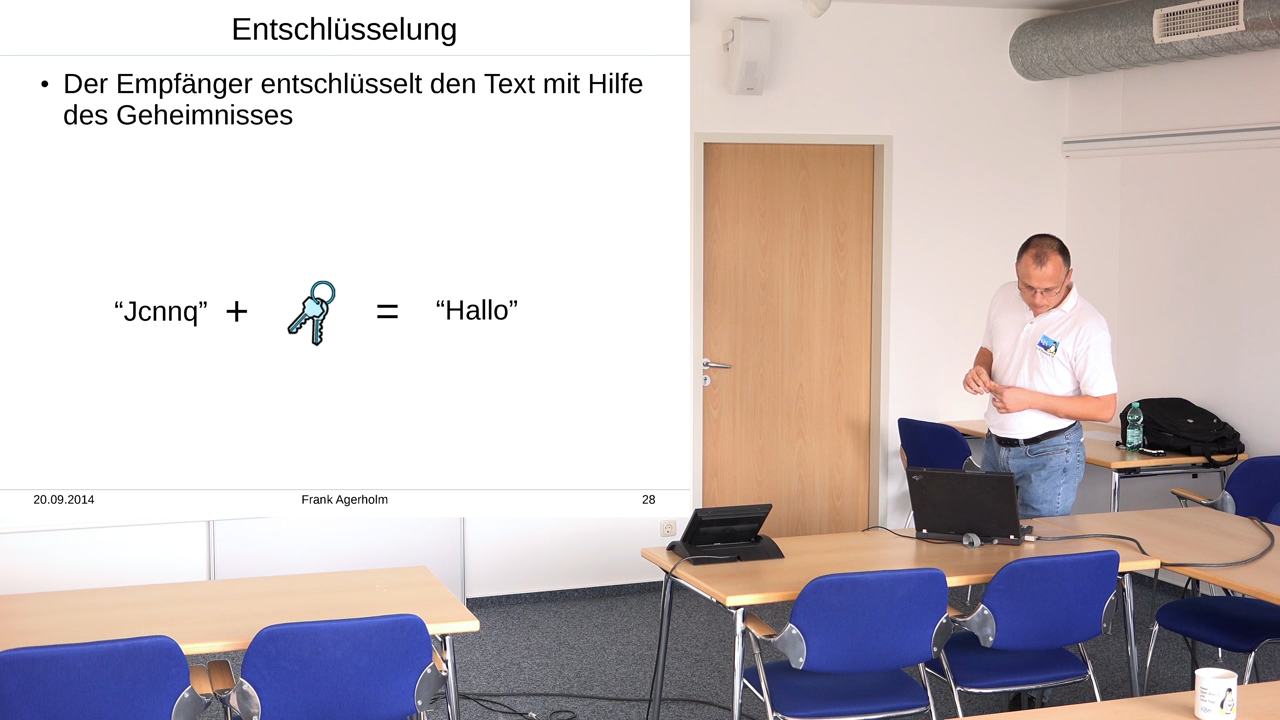 Entschlüsselung
• Der Empfänger entschlüsselt den Text mit Hilfe
des Geheimnisses
“Jcnnq” + = “Hallo”
20.09.2014 Frank Agerholm 28